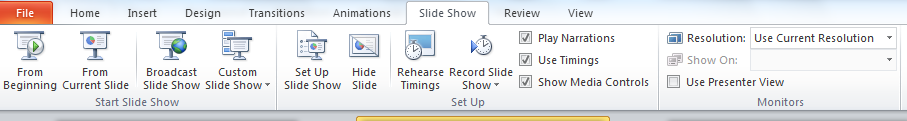 File Home Insert Design Transitions Animations Slide Show Review View
From Beginning
From Current Slide
Broadcast Slide Show
Custom Slide Show
Start Slide Show
Set Up Slide Show
Hide Slide
Rehearse Timings
Record Slide Show
Play Narrations
Use Timings
Show Media Controls
Set Up
Resolution: Use Current Resolution
Show On:
Use Presenter View
Monitors